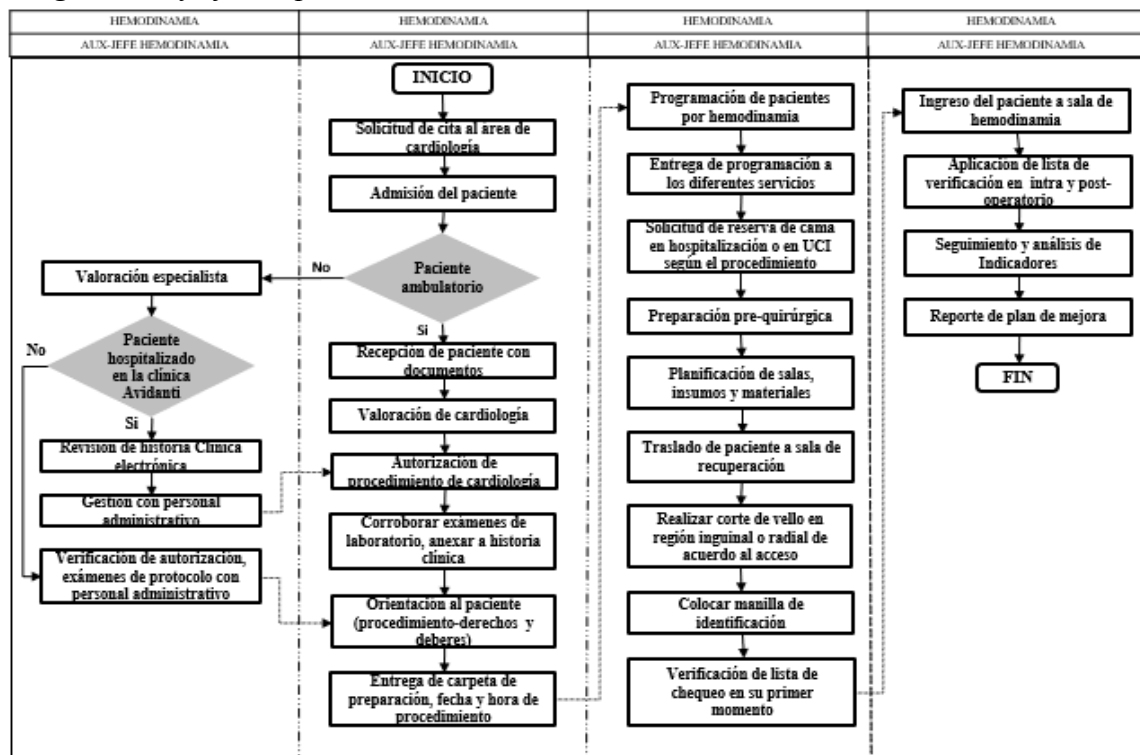 HEMODINAMIA
AUX-JEFE HEMODINAMIA
HEMODINAMIA
AUX-JEFE HEMODINAMIA
HEMODINAMIA
AUX-JEFE HEMODINAMIA
HEMODINAMIA
AUX-JEFE HEMODINAMIA
Valoración especialista
Paciente
hospitalizado
en la clínica
Avidanti
No
Si
Revisión de historia Clínica
electrónica
Gestión con personal
administrativo
Verificación de autorización,
exámenes de protocolo con
personal administrativo
INICIO
Solicitud de cita al área de
cardiología
Admisión del paciente
Paciente
ambulatorio
No
Si
Recepción de paciente con
documentos
Valoración de cardiología
Autorización de
procedimiento de cardiología
Corroborar exámenes de
laboratorio, anexar a historia
clínica
Orientación al paciente
(procedimiento-derechos y
deberes)
Entrega de carpeta de
preparación, fecha y hora de
procedimiento
Programación de pacientes
por hemodinamia
Entrega de programación a
los diferentes servicios
Solicitud de reserva de cama
en hospitalización o en UCI
según el procedimiento
Preparación pre-quirúrgica
Planificación de salas,
insumos y materiales
Traslado de paciente a sala de
recuperación
Realizar corte de vello en
región inguinal o radial de
acuerdo al acceso
Colocar manilla de
identificación
Verificación de lista de
chequeo en su primer
momento
Ingreso del paciente a sala de
hemodinamia
Aplicación de lista de
verificación en intra y post-
operatorio
Seguimiento y análisis de
Indicadores
Reporte de plan de mejora
FIN